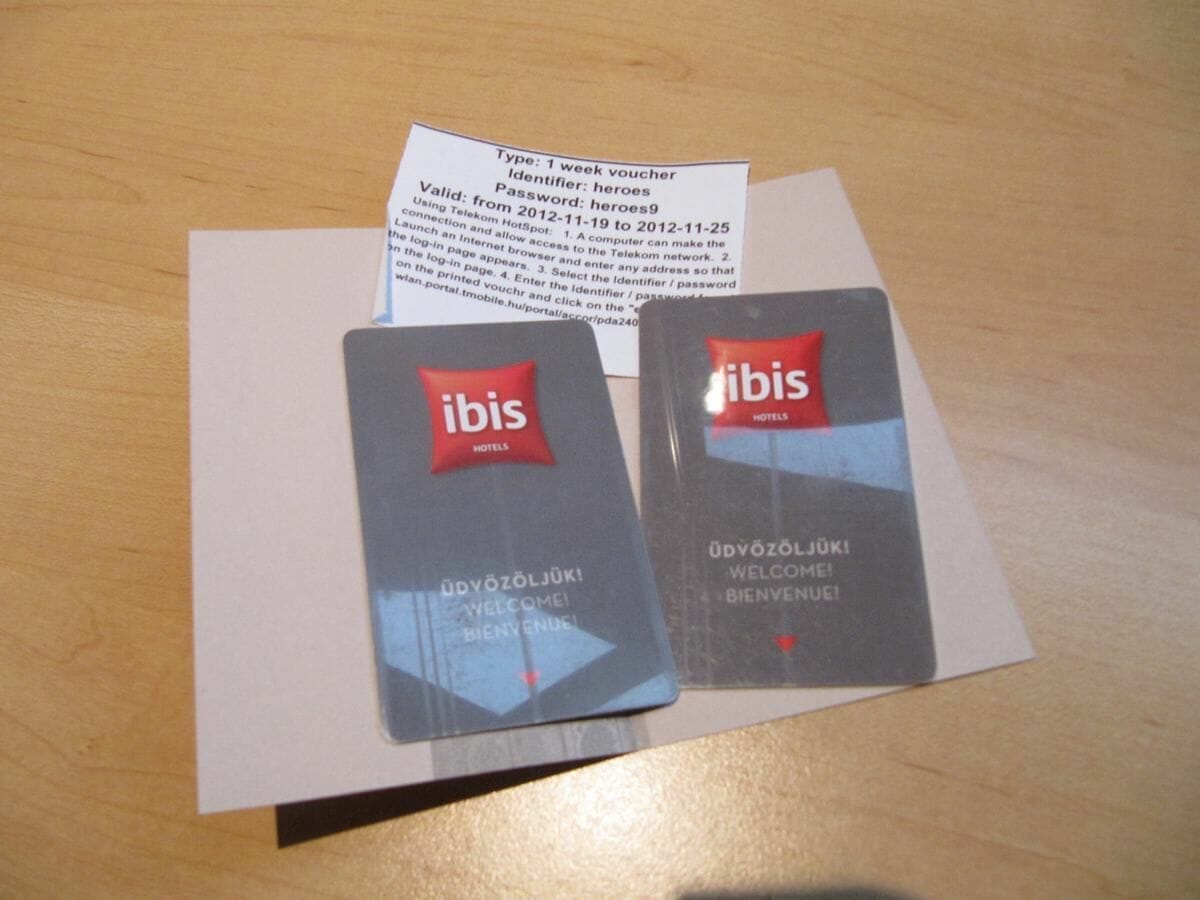 Type: 1 week voucher
Identifier: heroes
Password: heroes9
Valid: from 2012-11-19 to 2012-11-25
Using Telekom HotSpot: 1. A computer can make the
connection and allow access to the Telekom network. 2.
Launch an Internet browser and enter any address so that
the log-in page appears. 3. Select the Identifier / password
on the log-in page. 4. Enter the Identifier / password
on the printed vouchr and click on the
wlan.portal.tmobile.hu/portal/accor/pda240
ibis
HOTELS
ÜDVÖZÖLJÜK!
WELCOME!
BIENVENUE!
ibis
HOTELS
ÜDVÖZÖLJÜK!
WELCOME!
BIENVENUE!